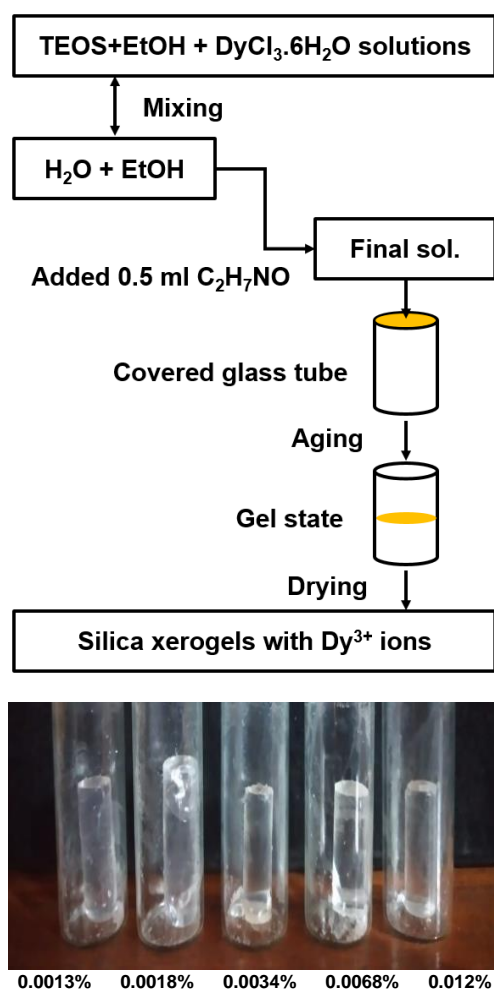 TEOS+EtOH + DyCl₃.6H₂O solutions
Mixing
H₂O + EtOH
Final sol.
Added 0.5 ml C₂H₇NO
Covered glass tube
Aging
Gel state
Drying
Silica xerogels with Dy³⁺ ions
0.0013% 0.0018% 0.0034% 0.0068% 0.012%